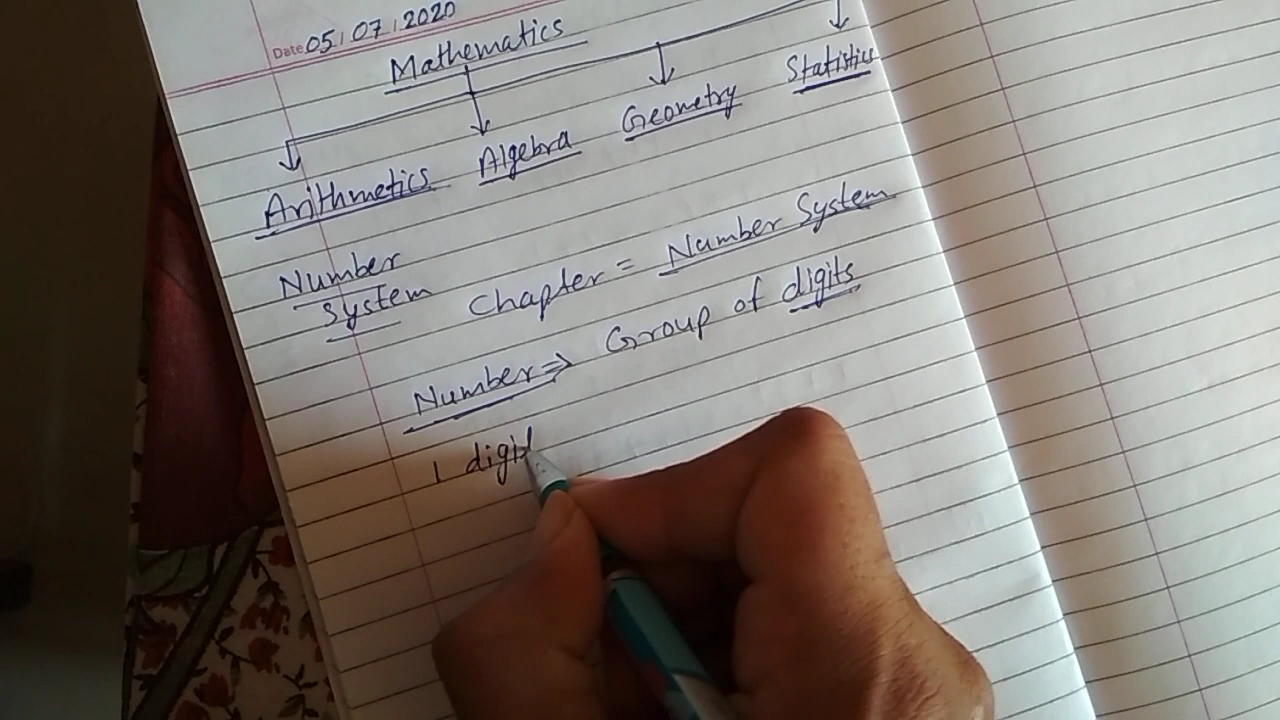 Date 05/07/2020
Mathematics
Arithmetics Algebra Geometry Statistics
Number
System
Chapter = Number System
Number ⇒ Group of digits
1 digit